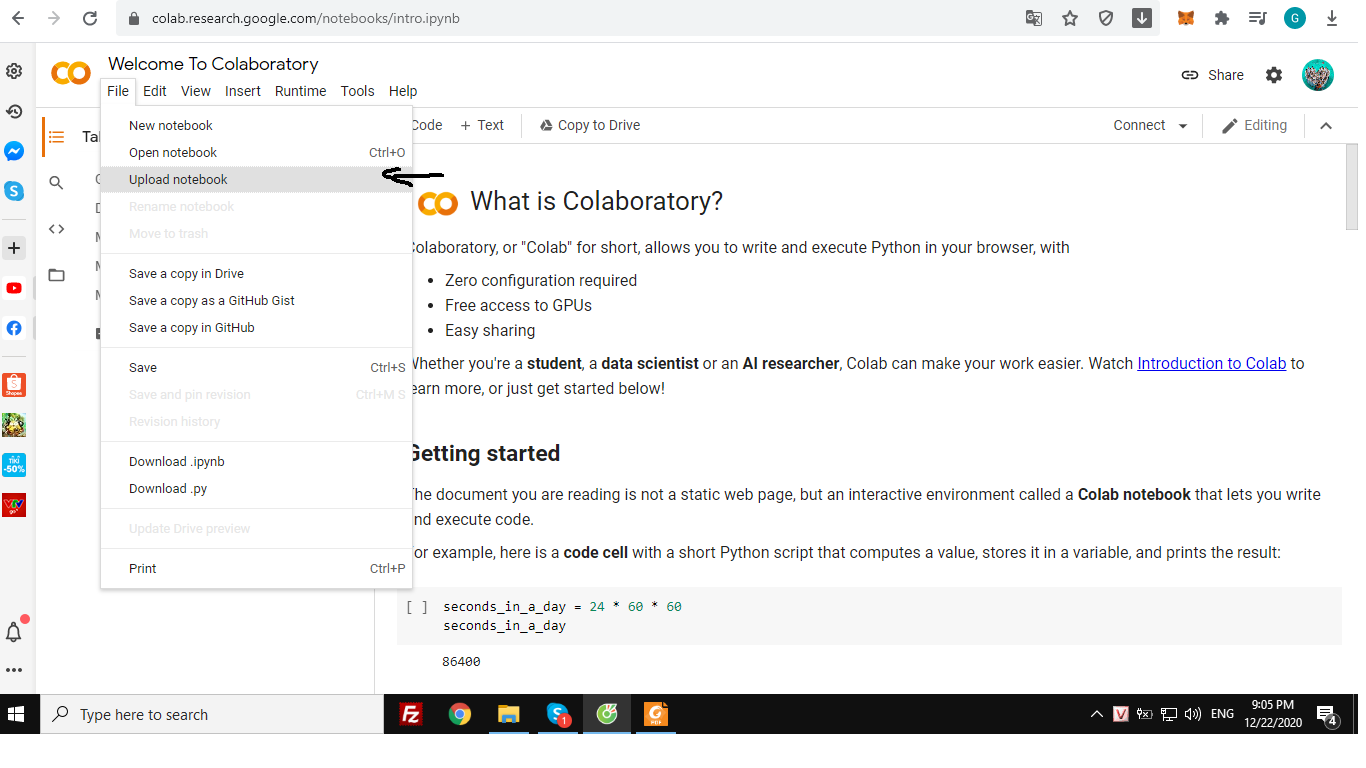 colab.research.google.com/notebooks/intro.ipynb
G
Welcome To Colaboratory
Share
File Edit View Insert Runtime Tools Help
Code + Text Copy to Drive Connect Editing
New notebook
Open notebook Ctrl+O
Upload notebook
Rename notebook
Move to trash
Save a copy in Drive
Save a copy as a GitHub Gist
Save a copy in GitHub
Save Ctrl+S
Save and pin revision Ctrl+M S
Revision history
Download .ipynb
Download .py
Update Drive preview
Print Ctrl+P
What is Colaboratory?
Colaboratory, or "Colab" for short, allows you to write and execute Python in your browser, with
• Zero configuration required
• Free access to GPUs
• Easy sharing
Whether you're a student, a data scientist or an AI researcher, Colab can make your work easier. Watch Introduction to Colab to
learn more, or just get started below!
Getting started
The document you are reading is not a static web page, but an interactive environment called a Colab notebook that lets you write
and execute code.
For example, here is a code cell with a short Python script that computes a value, stores it in a variable, and prints the result:
[ ] seconds_in_a_day = 24 * 60 * 60
seconds_in_a_day
86400
Shopee
TIKI
-50%
Type here to search
Fz
S 1
PDF
V
ENG
9:05 PM
12/22/2020
4